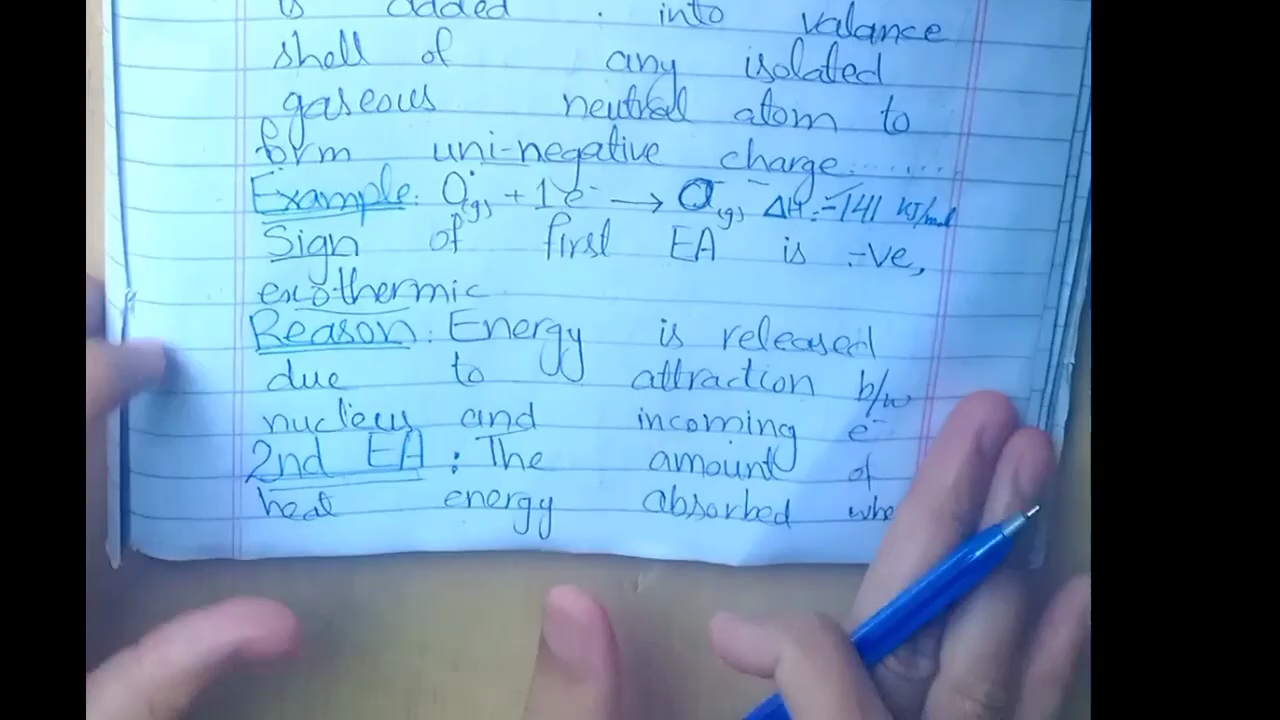 is added into valance
shell of any isolated
gaseous neutral atom to
form uni-negative charge.......
Example: O(g) + 1e⁻ → O⁻(g) ΔH = -141 kJ/mol
Sign of first EA is -ve,
exothermic
Reason: Energy is released
due to attraction b/w
nucleus and incoming e⁻
2nd EA: The amount of
heat energy absorbed whe